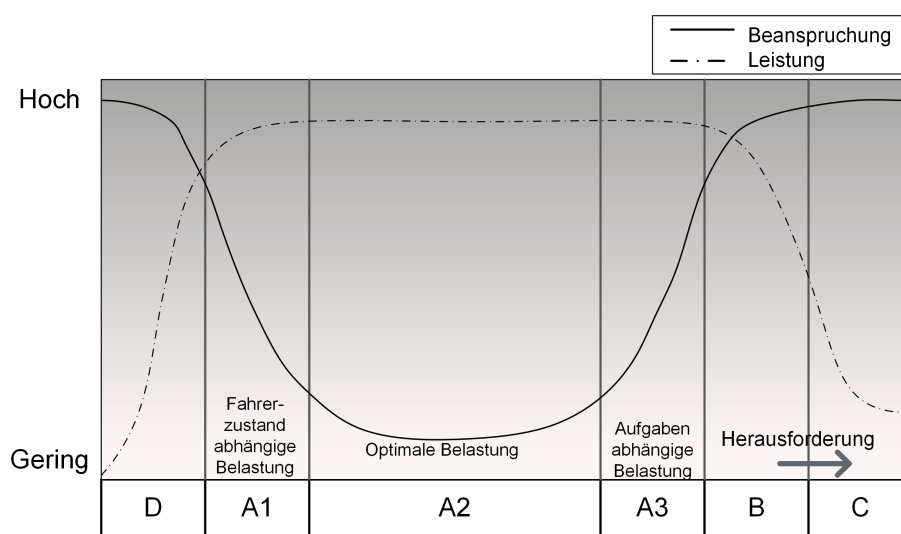 Beanspruchung
Leistung
Hoch
Gering
Fahrer-
zustand
abhängige
Belastung
Optimale Belastung
Aufgaben
abhängige
Belastung
Herausforderung
D
A1
A2
A3
B
C